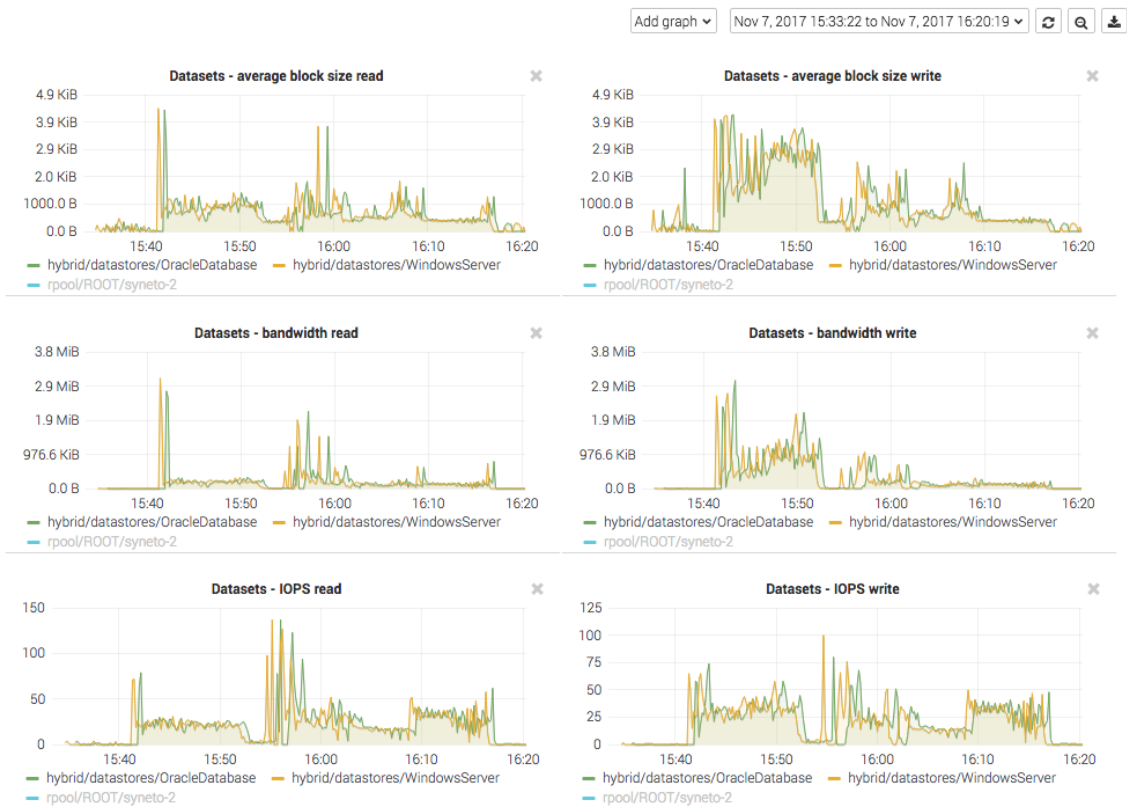 Add graph Nov 7, 2017 15:33:22 to Nov 7, 2017 16:20:19
Datasets - average block size read
4.9 KiB
3.9 KiB
2.9 KiB
2.0 KiB
1000.0 B
0.0 B
15:40 15:50 16:00 16:10 16:20
hybrid/datastores/OracleDatabase hybrid/datastores/WindowsServer
rpool/ROOT/syneto-2
Datasets - average block size write
4.9 KiB
3.9 KiB
2.9 KiB
2.0 KiB
1000.0 B
0.0 B
15:40 15:50 16:00 16:10 16:20
hybrid/datastores/OracleDatabase hybrid/datastores/WindowsServer
rpool/ROOT/syneto-2
Datasets - bandwidth read
3.8 MiB
2.9 MiB
1.9 MiB
976.6 KiB
0.0 B
15:40 15:50 16:00 16:10 16:20
hybrid/datastores/OracleDatabase hybrid/datastores/WindowsServer
rpool/ROOT/syneto-2
Datasets - bandwidth write
3.8 MiB
2.9 MiB
1.9 MiB
976.6 KiB
0.0 B
15:40 15:50 16:00 16:10 16:20
hybrid/datastores/OracleDatabase hybrid/datastores/WindowsServer
rpool/ROOT/syneto-2
Datasets - IOPS read
150
100
50
0
15:40 15:50 16:00 16:10 16:20
hybrid/datastores/OracleDatabase hybrid/datastores/WindowsServer
rpool/ROOT/syneto-2
Datasets - IOPS write
125
100
75
50
25
0
15:40 15:50 16:00 16:10 16:20
hybrid/datastores/OracleDatabase hybrid/datastores/WindowsServer
rpool/ROOT/syneto-2